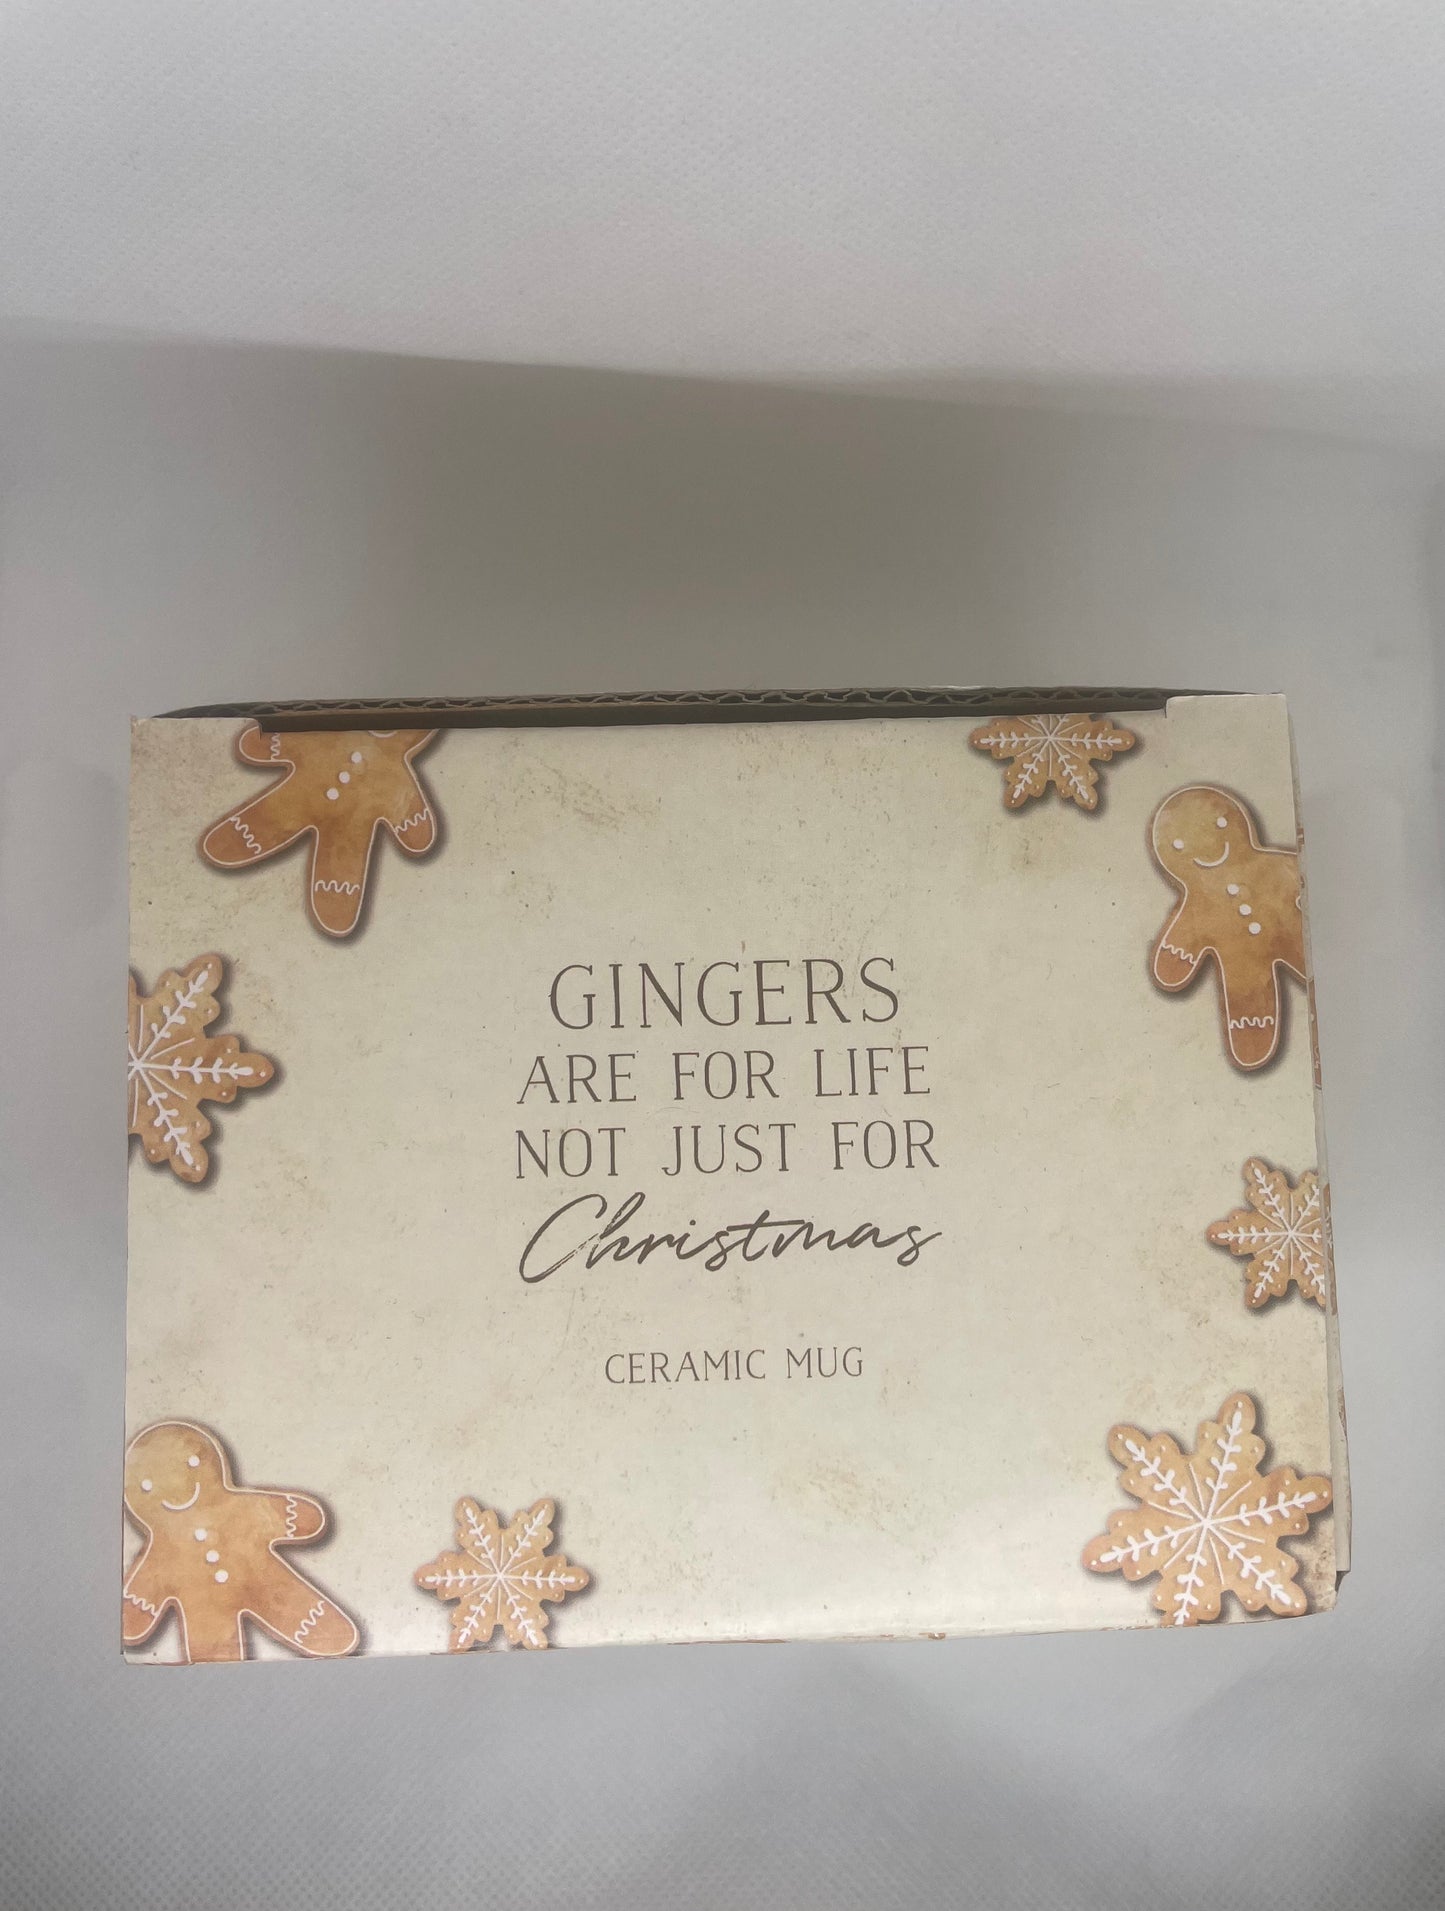 GINGERS
ARE FOR LIFE
NOT JUST FOR
Christmas
CERAMIC MUG